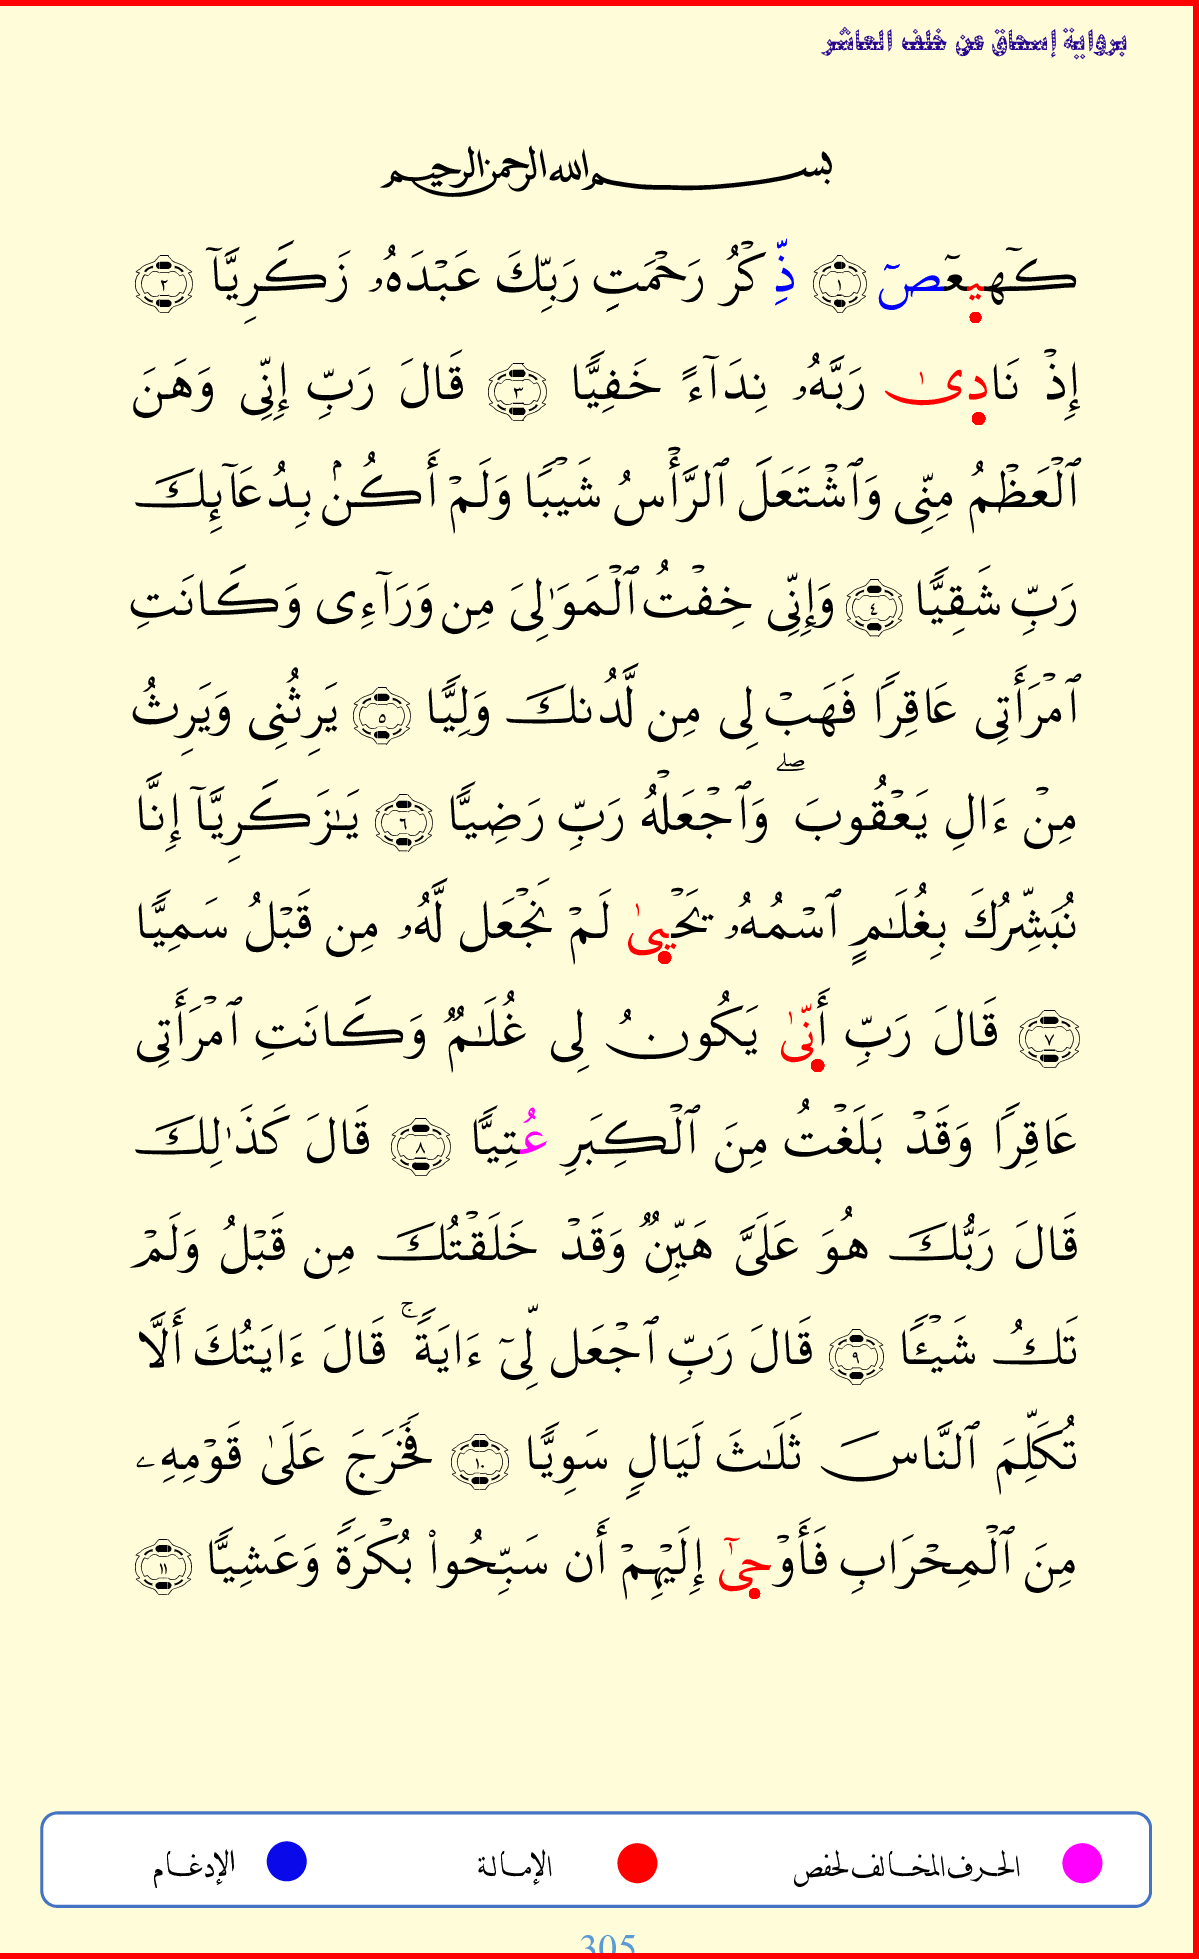 برواية إسحاق عن خلف العاشر
بسم الله الرحمن الرحيم
كٓهيعٓصٓ ١ ذِّكْرُ رَحْمَتِ رَبِّكَ عَبْدَهُۥ زَكَرِيَّآ ٢
إِذْ نَادِىٰ رَبَّهُۥ نِدَآءً خَفِيًّا ٣ قَالَ رَبِّ إِنِّى وَهَنَ
ٱلْعَظْمُ مِنِّى وَٱشْتَعَلَ ٱلرَّأْسُ شَيْبًا وَلَمْ أَكُنۢ بِدُعَآئِكَ
رَبِّ شَقِيًّا ٤ وَإِنِّى خِفْتُ ٱلْمَوَٰلِىَ مِن وَرَآءِى وَكَانَتِ
ٱمْرَأَتِى عَاقِرًا فَهَبْ لِى مِن لَّدُنكَ وَلِيًّا ٥ يَرِثُنِى وَيَرِثُ
مِنْ ءَالِ يَعْقُوبَ ۖ وَٱجْعَلْهُ رَبِّ رَضِيًّا ٦ يَـٰزَكَرِيَّآ إِنَّا
نُبَشِّرُكَ بِغُلَـٰمٍ ٱسْمُهُۥ يَحْيِىٰ لَمْ نَجْعَل لَّهُۥ مِن قَبْلُ سَمِيًّا
٧ قَالَ رَبِّ أَنِّىٰ يَكُونُ لِى غُلَـٰمٌ وَكَانَتِ ٱمْرَأَتِى
عَاقِرًا وَقَدْ بَلَغْتُ مِنَ ٱلْكِبَرِ عُتِيًّا ٨ قَالَ كَذَٰلِكَ
قَالَ رَبُّكَ هُوَ عَلَىَّ هَيِّنٌ وَقَدْ خَلَقْتُكَ مِن قَبْلُ وَلَمْ
تَكُ شَيْـًٔا ٩ قَالَ رَبِّ ٱجْعَل لِّىٓ ءَايَةً ۚ قَالَ ءَايَتُكَ أَلَّا
تُكَلِّمَ ٱلنَّاسَ ثَلَـٰثَ لَيَالٍ سَوِيًّا ١٠ فَخَرَجَ عَلَىٰ قَوْمِهِۦ
مِنَ ٱلْمِحْرَابِ فَأَوْحِىٰٓ إِلَيْهِمْ أَن سَبِّحُوا۟ بُكْرَةً وَعَشِيًّا ١١
الحرف المخالف لحفص الإمالة الإدغام
305